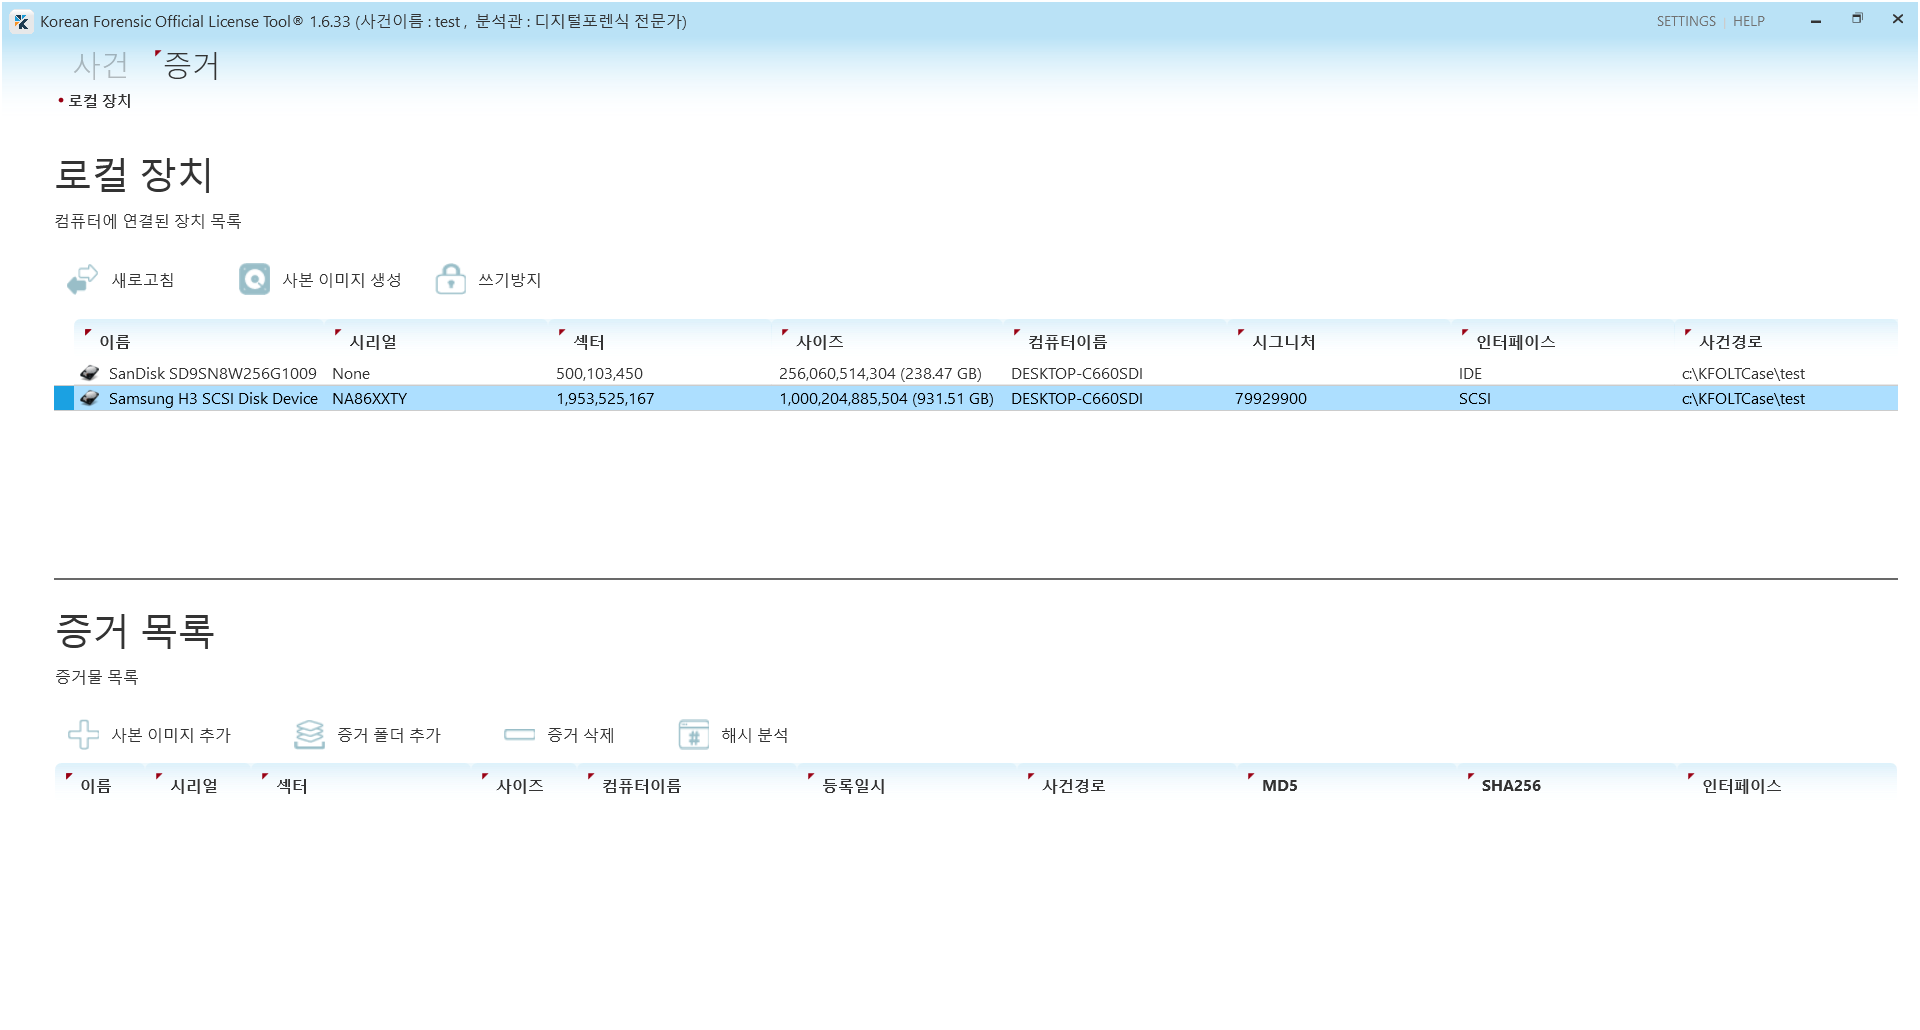 Korean Forensic Official License Tool® 1.6.33 (사건이름 : test , 분석관 : 디지털포렌식 전문가)
SETTINGS | HELP
사건 증거
• 로컬 장치
로컬 장치
컴퓨터에 연결된 장치 목록
새로고침 사본 이미지 생성 쓰기방지
이름 시리얼 섹터 사이즈 컴퓨터이름 시그니처 인터페이스 사건경로
SanDisk SD9SN8W256G1009 None 500,103,450 256,060,514,304 (238.47 GB) DESKTOP-C660SDI IDE c:\KFOLTCase\test
Samsung H3 SCSI Disk Device NA86XXTY 1,953,525,167 1,000,204,885,504 (931.51 GB) DESKTOP-C660SDI 79929900 SCSI c:\KFOLTCase\test
증거 목록
증거물 목록
사본 이미지 추가 증거 폴더 추가 증거 삭제 해시 분석
이름 시리얼 섹터 사이즈 컴퓨터이름 등록일시 사건경로 MD5 SHA256 인터페이스